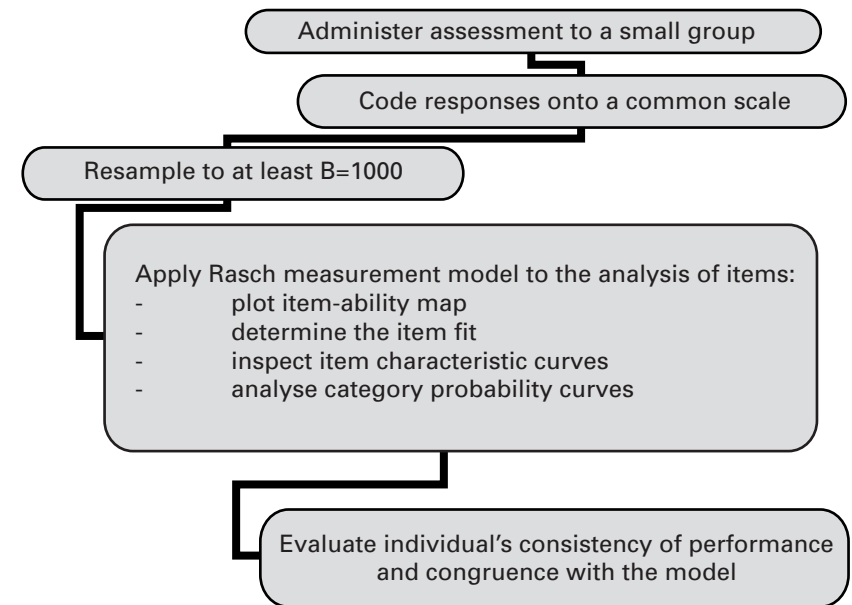 Administer assessment to a small group
Code responses onto a common scale
Resample to at least B=1000
Apply Rasch measurement model to the analysis of items:
- plot item-ability map
- determine the item fit
- inspect item characteristic curves
- analyse category probability curves
Evaluate individual’s consistency of performance
and congruence with the model